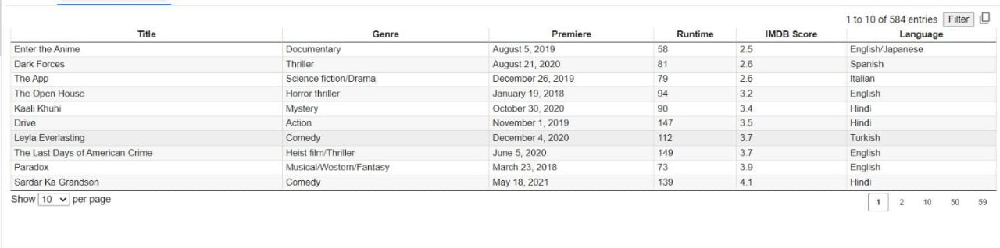 1 to 10 of 584 entries Filter
Title Genre Premiere Runtime IMDB Score Language
Enter the Anime Documentary August 5, 2019 58 2.5 English/Japanese
Dark Forces Thriller August 21, 2020 81 2.6 Spanish
The App Science fiction/Drama December 26, 2019 79 2.6 Italian
The Open House Horror thriller January 19, 2018 94 3.2 English
Kaali Khuhi Mystery October 30, 2020 90 3.4 Hindi
Drive Action November 1, 2019 147 3.5 Hindi
Leyla Everlasting Comedy December 4, 2020 112 3.7 Turkish
The Last Days of American Crime Heist film/Thriller June 5, 2020 149 3.7 English
Paradox Musical/Western/Fantasy March 23, 2018 73 3.9 English
Sardar Ka Grandson Comedy May 18, 2021 139 4.1 Hindi
Show 10 per page 1 2 10 50 59